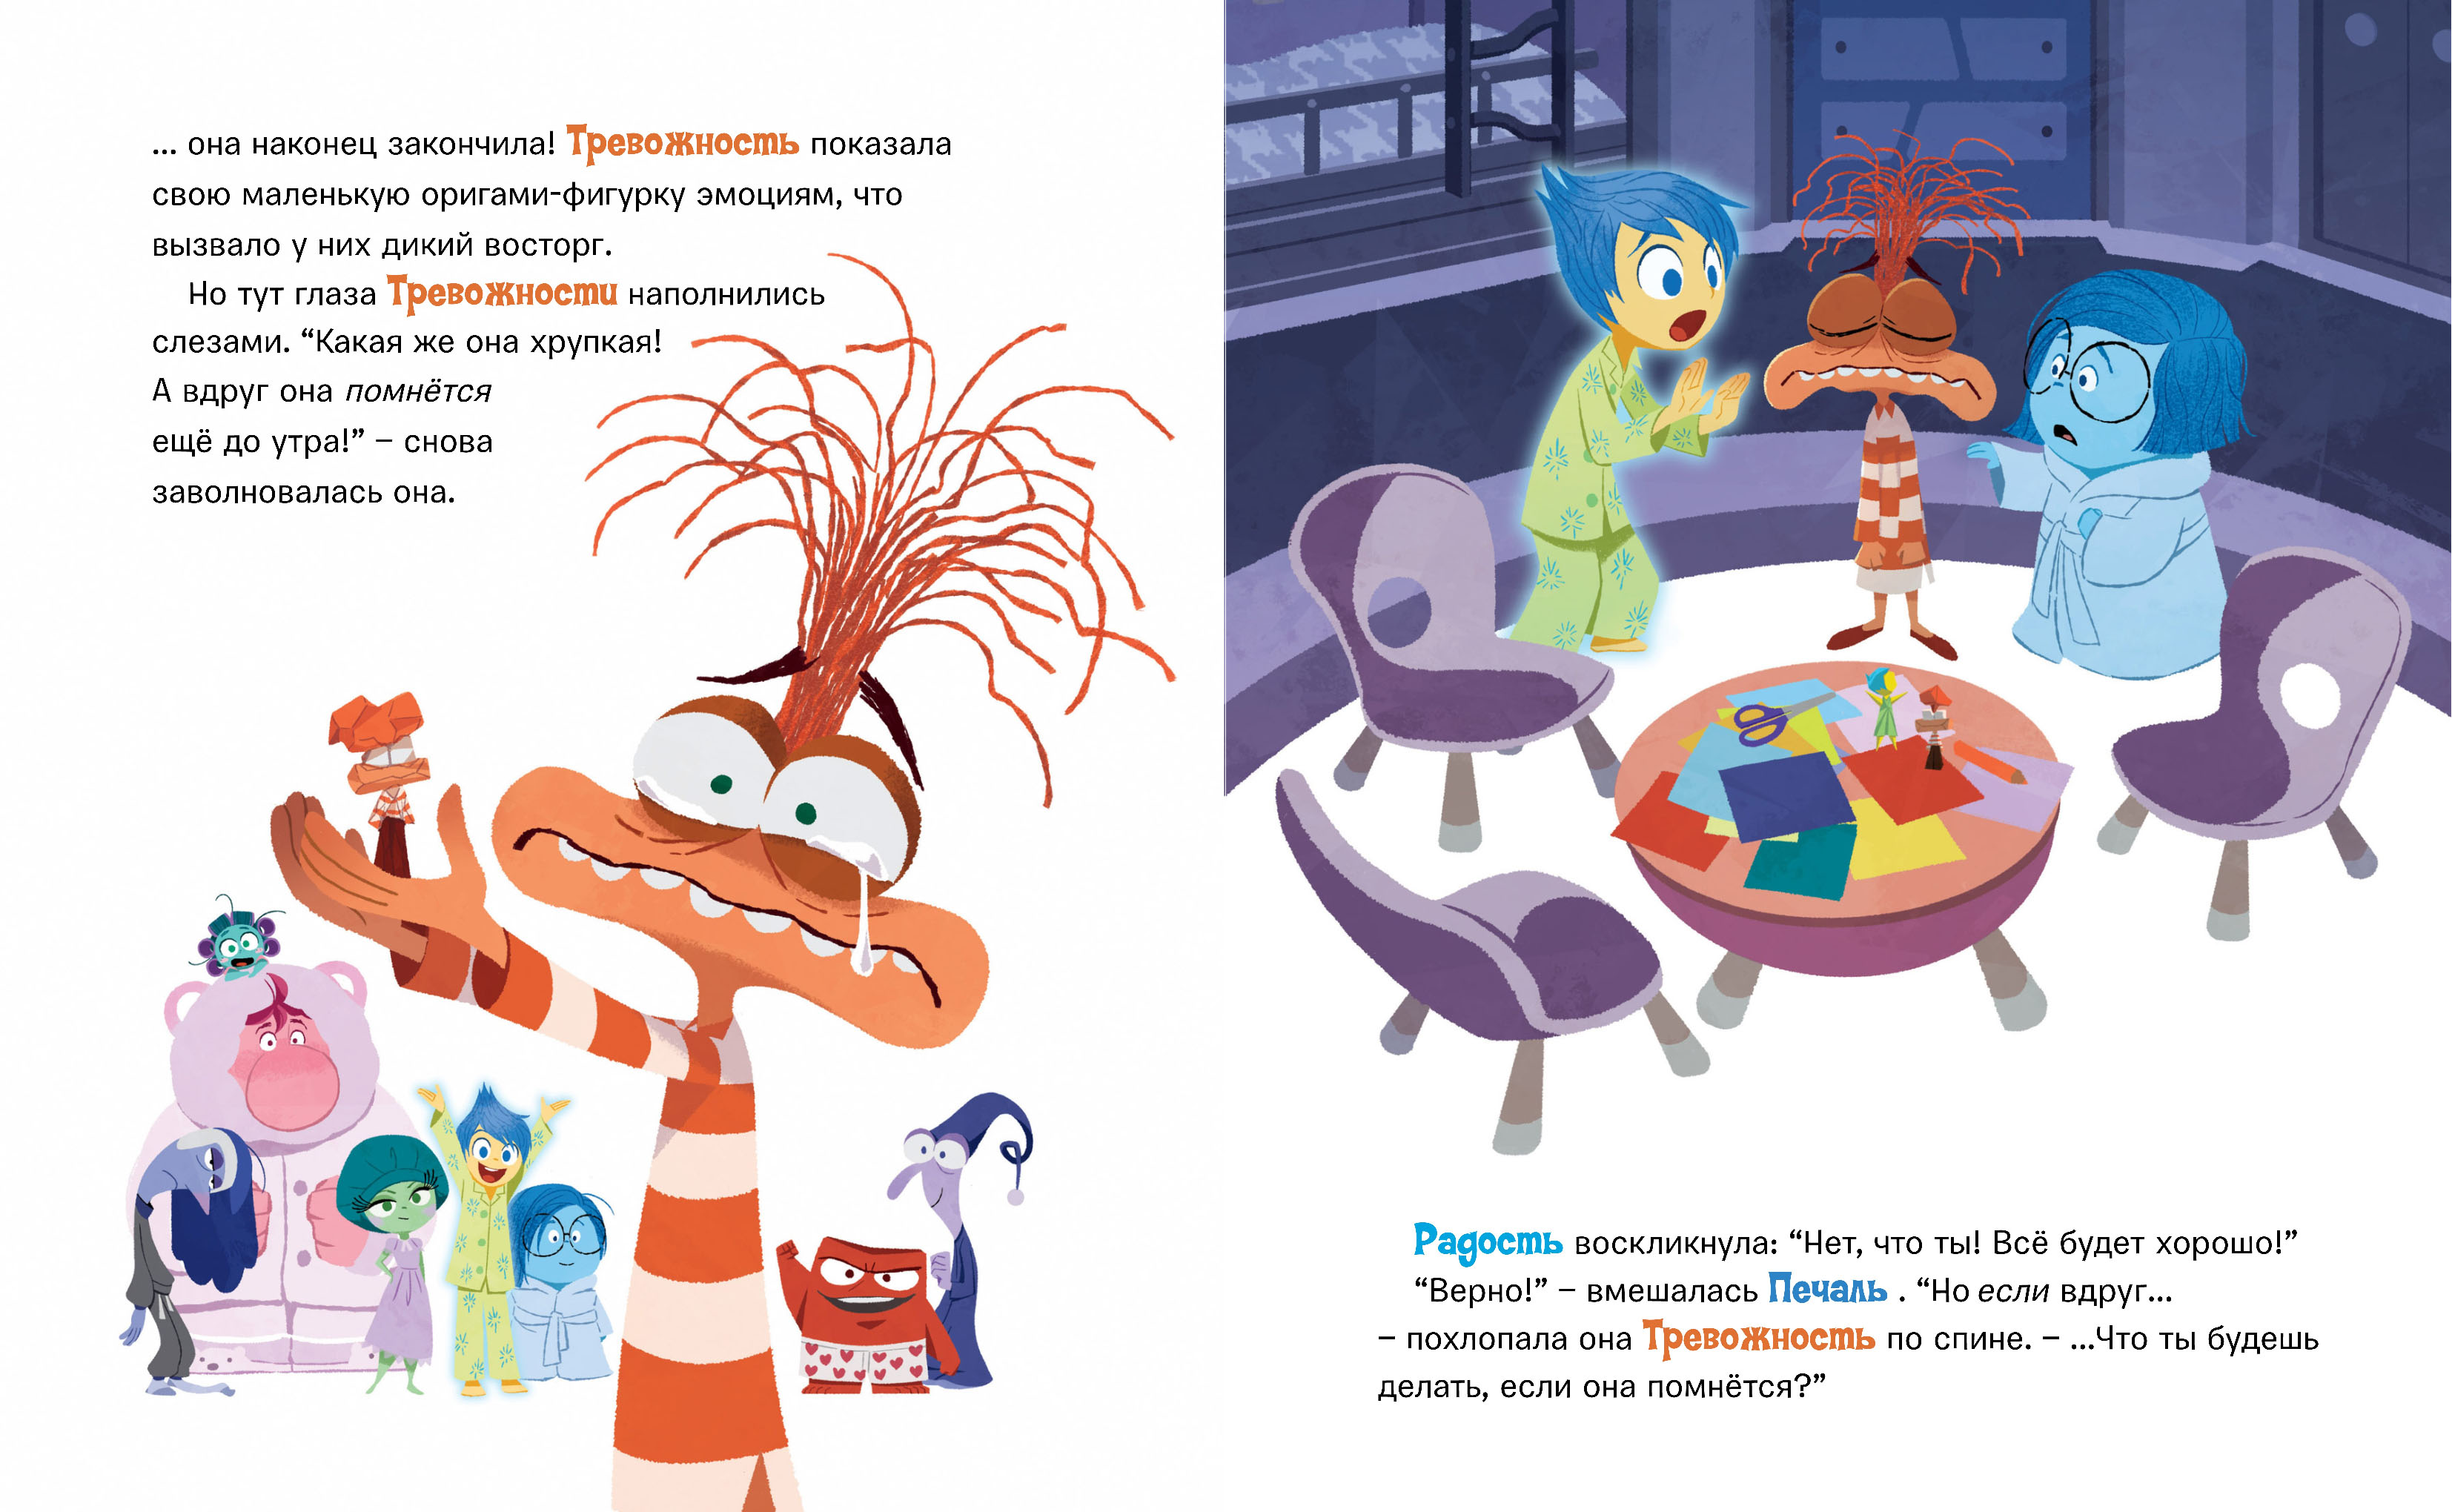 ... она наконец закончила! Тревожность показала
свою маленькую оригами-фигурку эмоциям, что
вызвало у них дикий восторг.
Но тут глаза Тревожности наполнились
слезами. “Какая же она хрупкая!
А вдруг она помнётся
ещё до утра!” – снова
заволновалась она.
Радость воскликнула: “Нет, что ты! Всё будет хорошо!”
“Верно!” – вмешалась Печаль . “Но если вдруг...
– похлопала она Тревожность по спине. – ...Что ты будешь
делать, если она помнётся?”